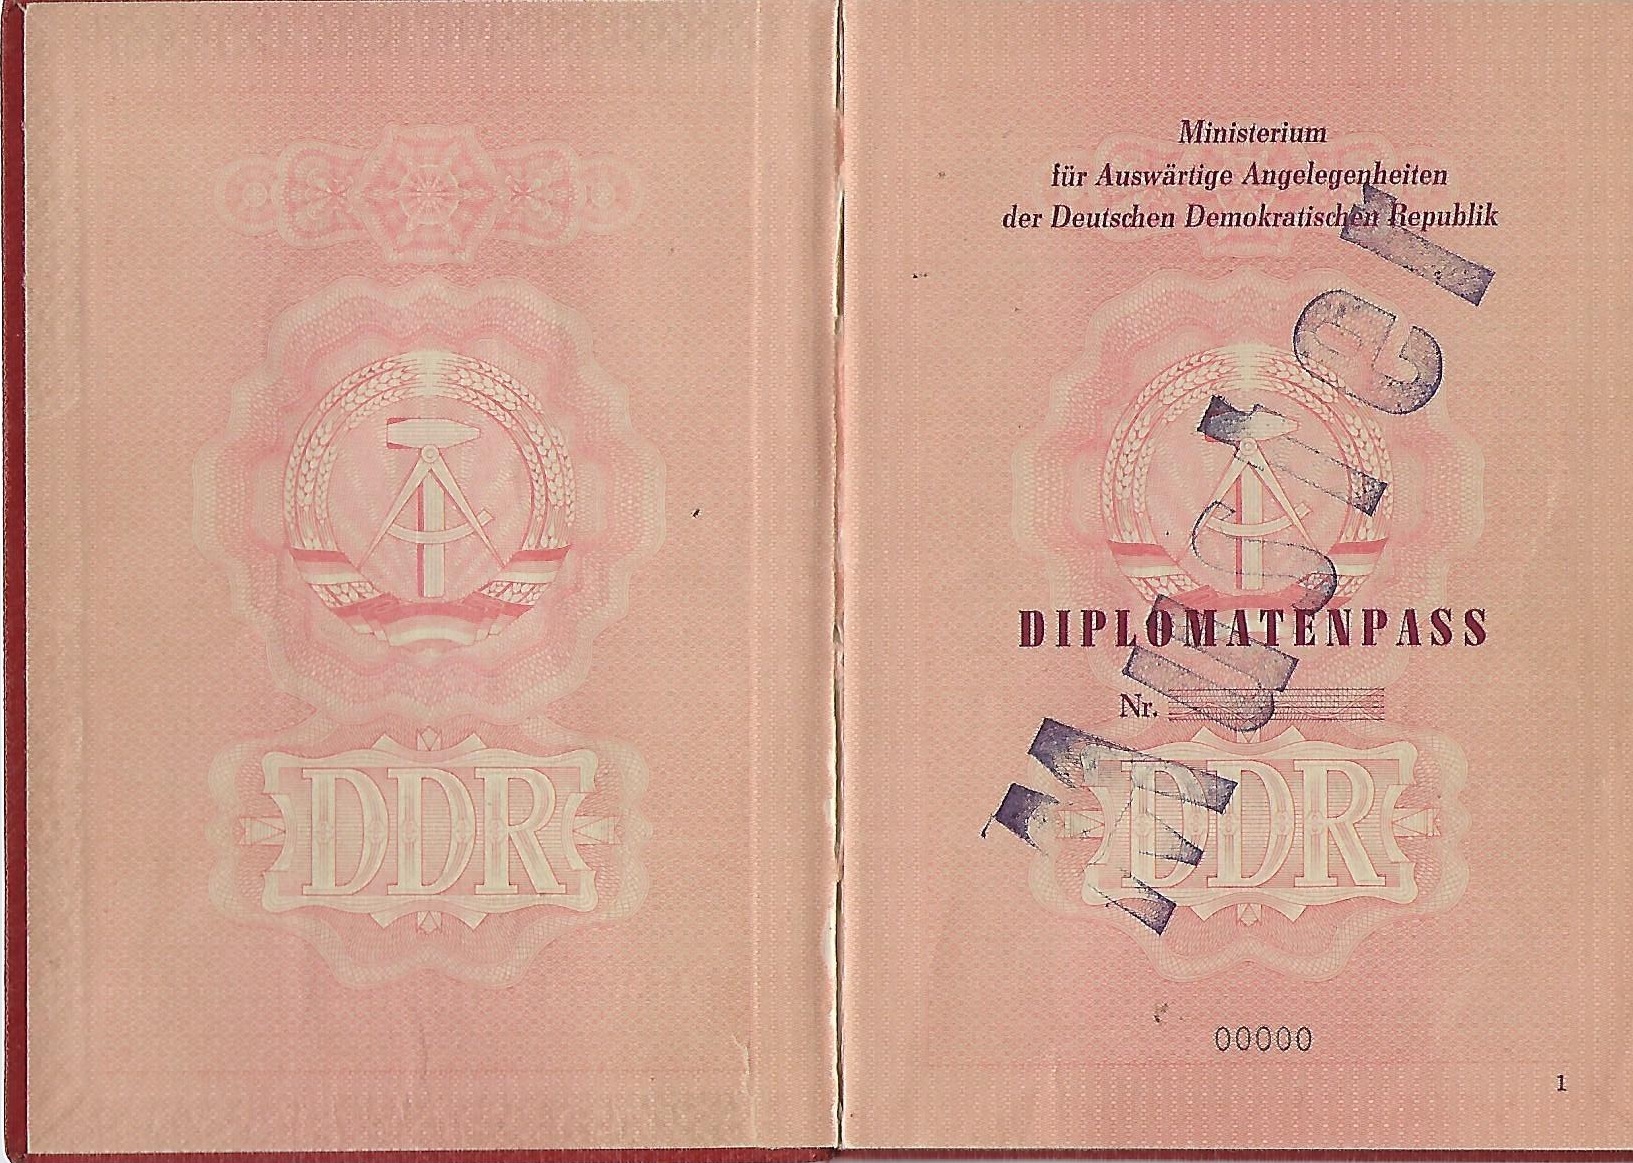 DDR
Ministerium
für Auswärtige Angelegenheiten
der Deutschen Demokratischen Republik
Muster
DIPLOMATENPASS
Nr.
DDR
00000
1